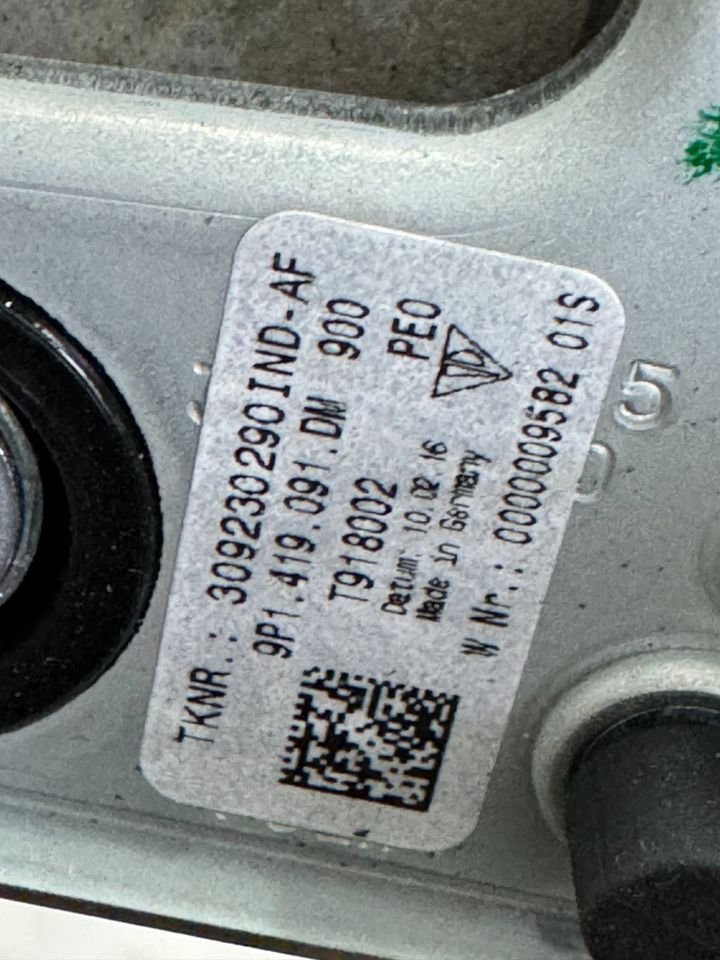 TKNR.: 309230290IND-AF
9P1.419.091.DM 900
T918002 PEO
Datum: 10.02.16
Made in Germany
W Nr.: 0000009582 01S
5
0